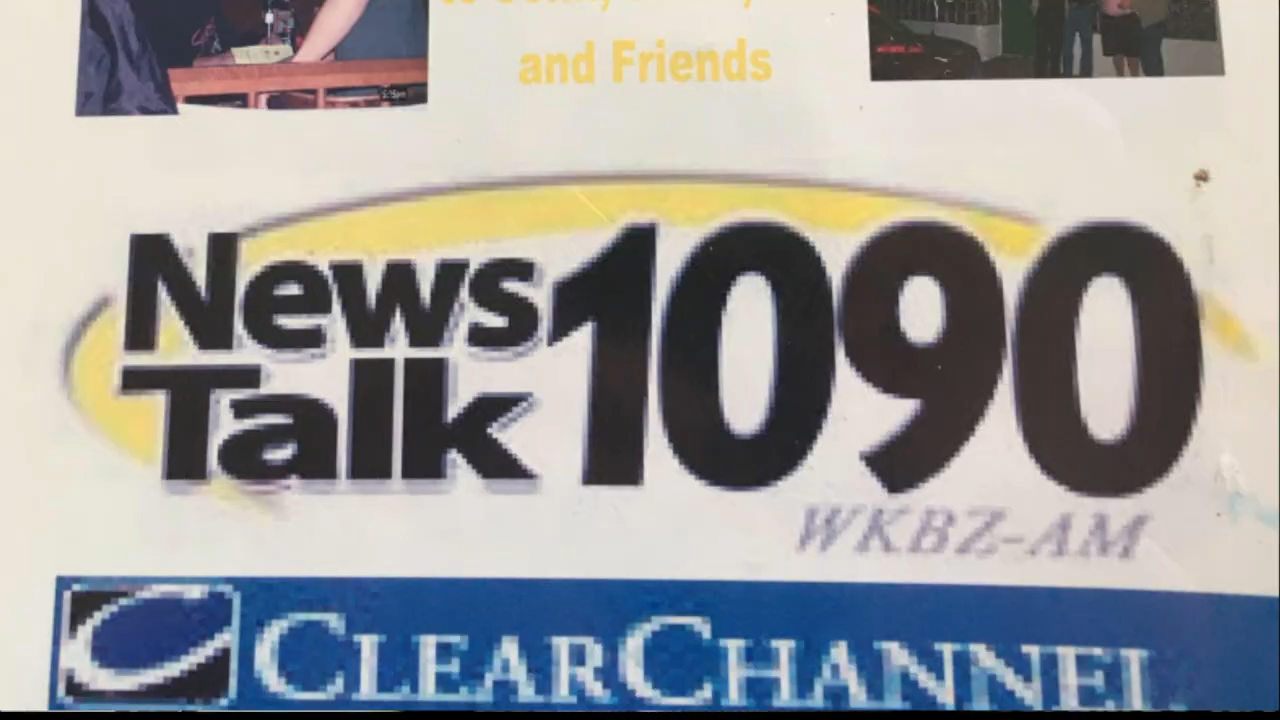 and Friends
News
Talk 1090
WKBZ-AM
CLEARCHANNEL